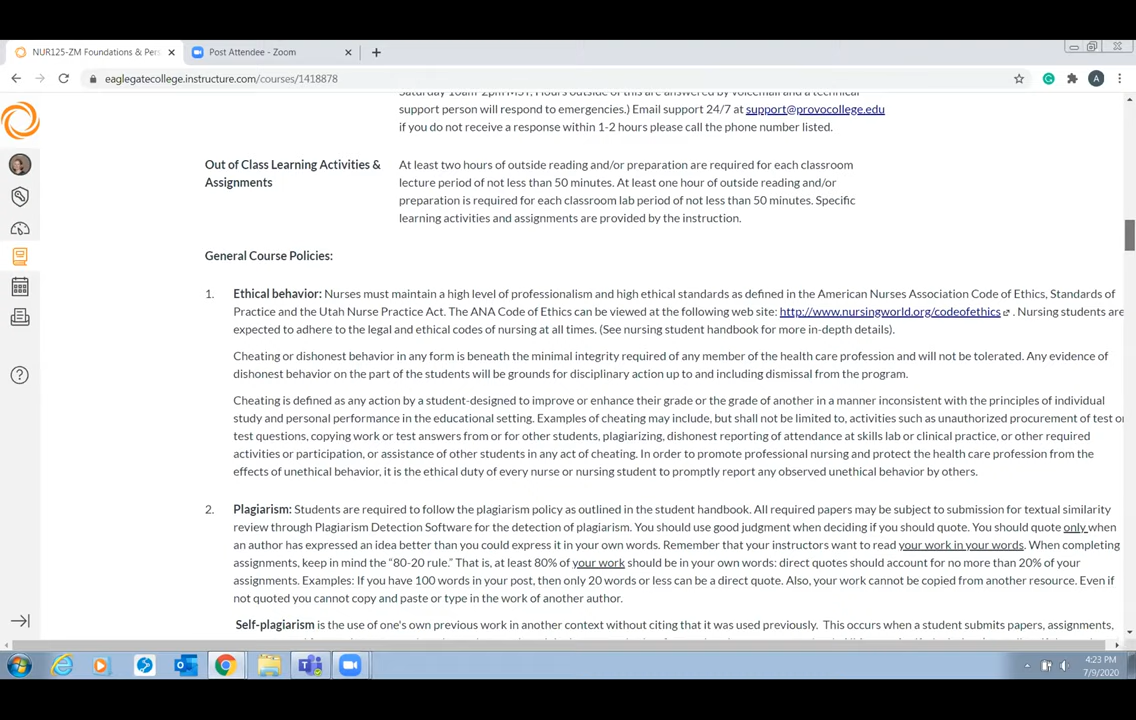 NUR125-ZM Foundations & Per
Post Attendee - Zoom
eaglegatecollege.instructure.com/courses/1418878
A
Saturday 10am-2pm MST, Hours outside of this are answered by voicemail and a technical
support person will respond to emergencies.) Email support 24/7 at support@provocollege.edu
if you do not receive a response within 1-2 hours please call the phone number listed.
Out of Class Learning Activities &
Assignments
At least two hours of outside reading and/or preparation are required for each classroom
lecture period of not less than 50 minutes. At least one hour of outside reading and/or
preparation is required for each classroom lab period of not less than 50 minutes. Specific
learning activities and assignments are provided by the instruction.
General Course Policies:
1. Ethical behavior: Nurses must maintain a high level of professionalism and high ethical standards as defined in the American Nurses Association Code of Ethics, Standards of
Practice and the Utah Nurse Practice Act. The ANA Code of Ethics can be viewed at the following web site: http://www.nursingworld.org/codeofethics . Nursing students are
expected to adhere to the legal and ethical codes of nursing at all times. (See nursing student handbook for more in-depth details).
Cheating or dishonest behavior in any form is beneath the minimal integrity required of any member of the health care profession and will not be tolerated. Any evidence of
dishonest behavior on the part of the students will be grounds for disciplinary action up to and including dismissal from the program.
Cheating is defined as any action by a student-designed to improve or enhance their grade or the grade of another in a manner inconsistent with the principles of individual
study and personal performance in the educational setting. Examples of cheating may include, but shall not be limited to, activities such as unauthorized procurement of test or
test questions, copying work or test answers from or for other students, plagiarizing, dishonest reporting of attendance at skills lab or clinical practice, or other required
activities or participation, or assistance of other students in any act of cheating. In order to promote professional nursing and protect the health care profession from the
effects of unethical behavior, it is the ethical duty of every nurse or nursing student to promptly report any observed unethical behavior by others.
2. Plagiarism: Students are required to follow the plagiarism policy as outlined in the student handbook. All required papers may be subject to submission for textual similarity
review through Plagiarism Detection Software for the detection of plagiarism. You should use good judgment when deciding if you should quote. You should quote only when
an author has expressed an idea better than you could express it in your own words. Remember that your instructors want to read your work in your words. When completing
assignments, keep in mind the "80-20 rule." That is, at least 80% of your work should be in your own words: direct quotes should account for no more than 20% of your
assignments. Examples: If you have 100 words in your post, then only 20 words or less can be a direct quote. Also, your work cannot be copied from another resource. Even if
not quoted you cannot copy and paste or type in the work of another author.
Self-plagiarism is the use of one's own previous work in another context without citing that it was used previously. This occurs when a student submits papers, assignments,
4:23 PM
7/9/2020